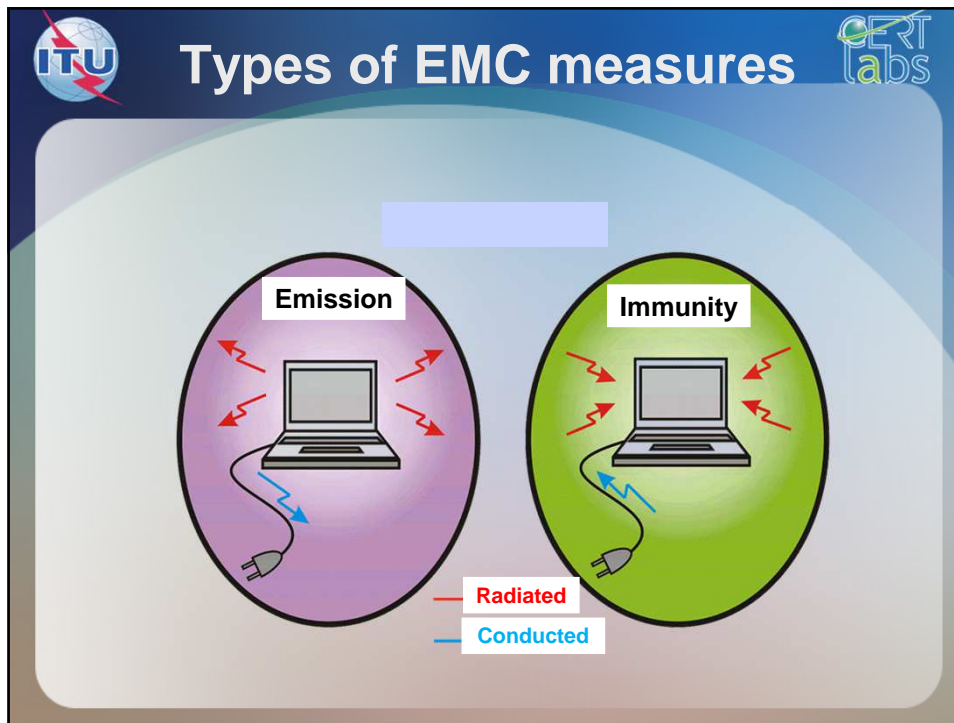 ITU
Types of EMC measures
CERT
labs
Emission
Immunity
Radiated
Conducted